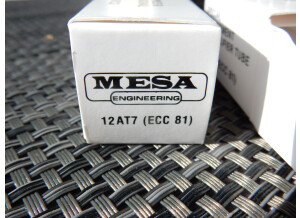 MESA
ENGINEERING
12AT7 (ECC 81)